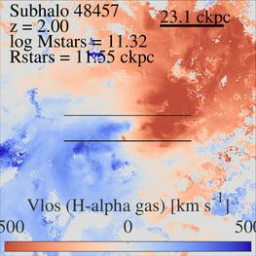 Subhalo 48457
23.1 ckpc
z = 2.00
log Mstars = 11.32
Rstars = 11.55 ckpc
Vlos (H-alpha gas) [km s⁻¹]
500 0 500